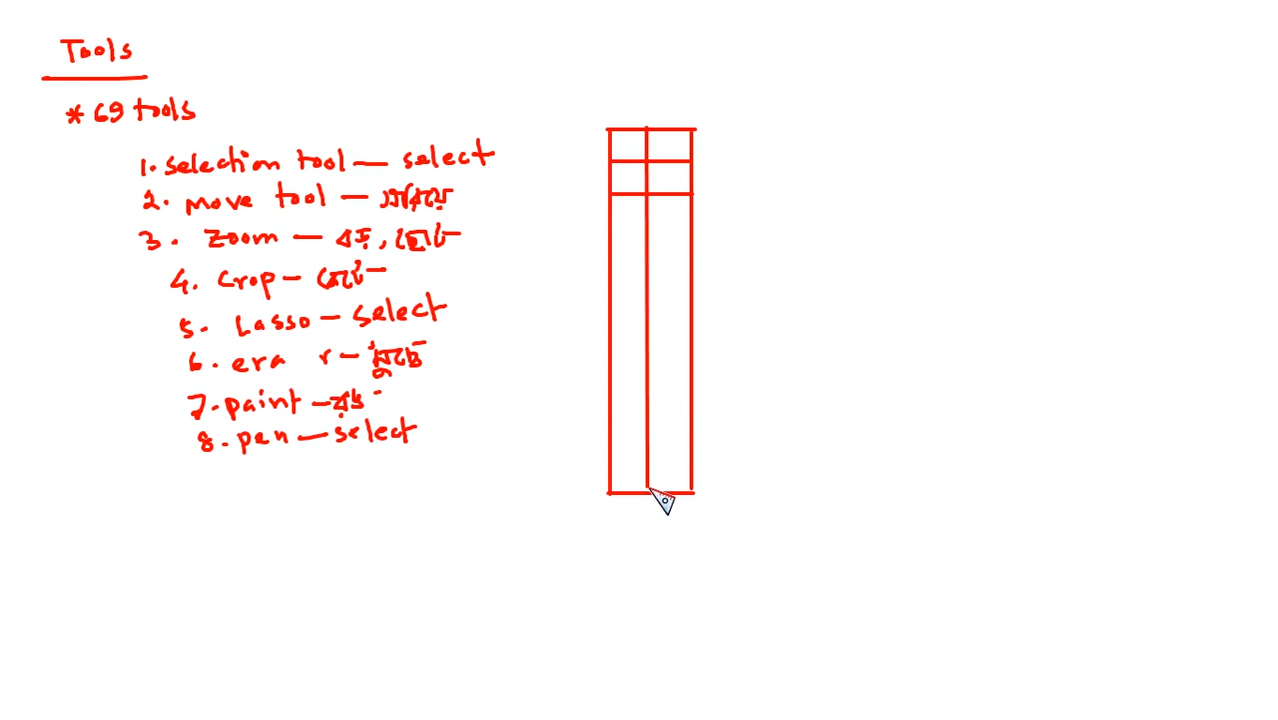 Tools
* 69 tools
1. selection tool — select
2. move tool —
3. Zoom —
4. Crop —
5. Lasso — select
6. era r —
7. paint —
8. pen — select